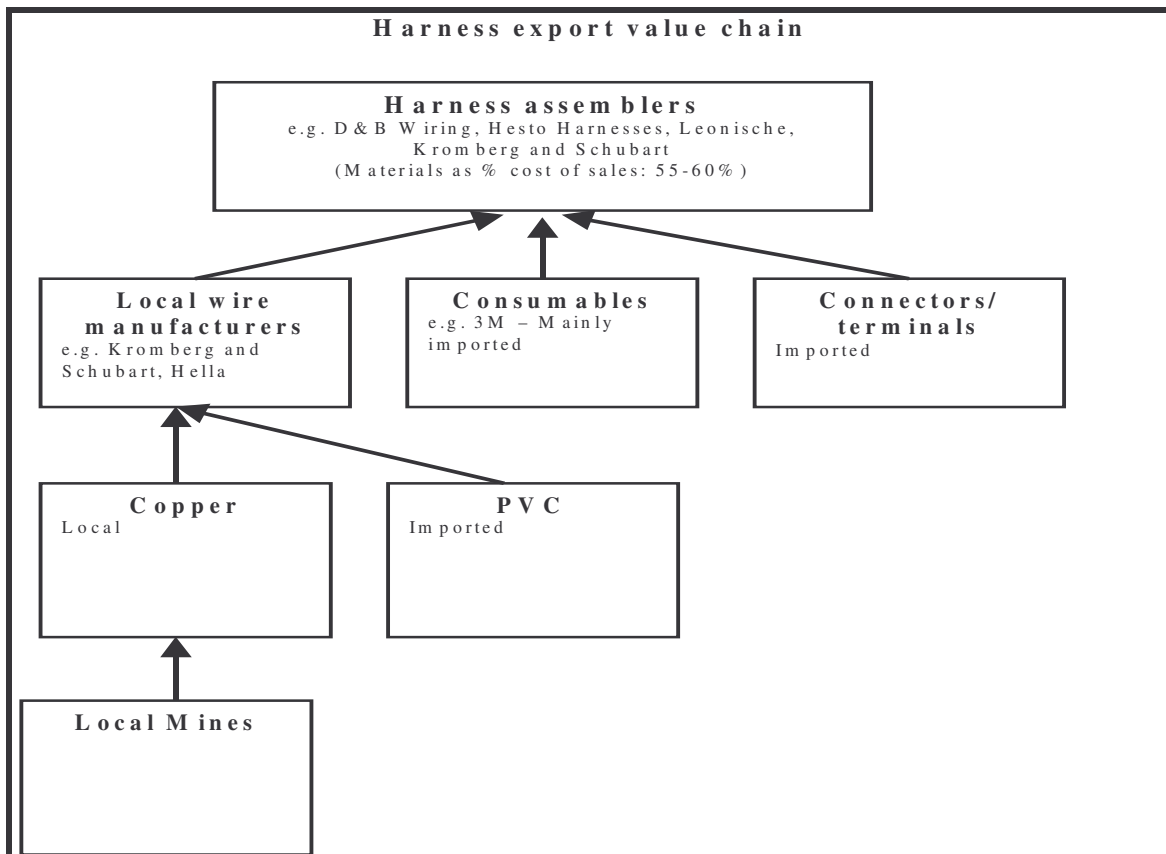 Harness export value chain
Harness assemblers
e.g. D&B Wiring, Hesto Harnesses, Leonische,
Kromberg and Schubart
(Materials as % cost of sales: 55-60%)
Local wire
manufacturers
e.g. Kromberg and
Schubart, Hella
Consumables
e.g. 3M – Mainly
imported
Connectors/
terminals
Imported
Copper
Local
PVC
Imported
Local Mines